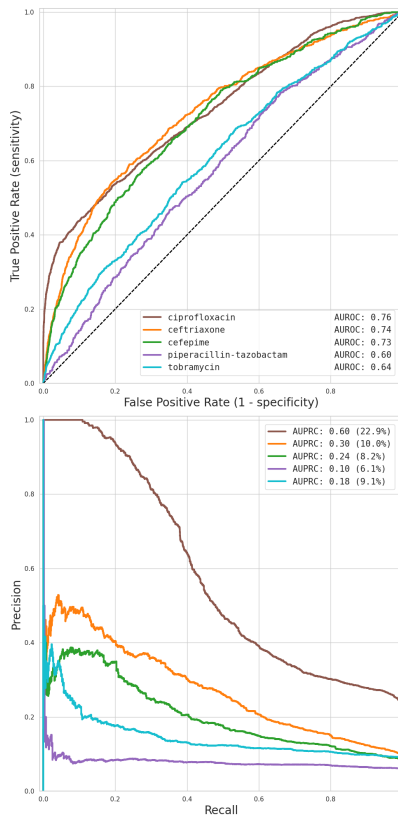 True Positive Rate (sensitivity)
1.0
0.8
0.6
0.4
0.2
0.0
ciprofloxacin AUROC: 0.76
ceftriaxone AUROC: 0.74
cefepime AUROC: 0.73
piperacillin-tazobactam AUROC: 0.60
tobramycin AUROC: 0.64
0.0 0.2 0.4 0.6 0.8
False Positive Rate (1 - specificity)
Precision
1.0
0.8
0.6
0.4
0.2
0.0
AUPRC: 0.60 (22.9%)
AUPRC: 0.30 (10.0%)
AUPRC: 0.24 (8.2%)
AUPRC: 0.10 (6.1%)
AUPRC: 0.18 (9.1%)
0.0 0.2 0.4 0.6 0.8
Recall